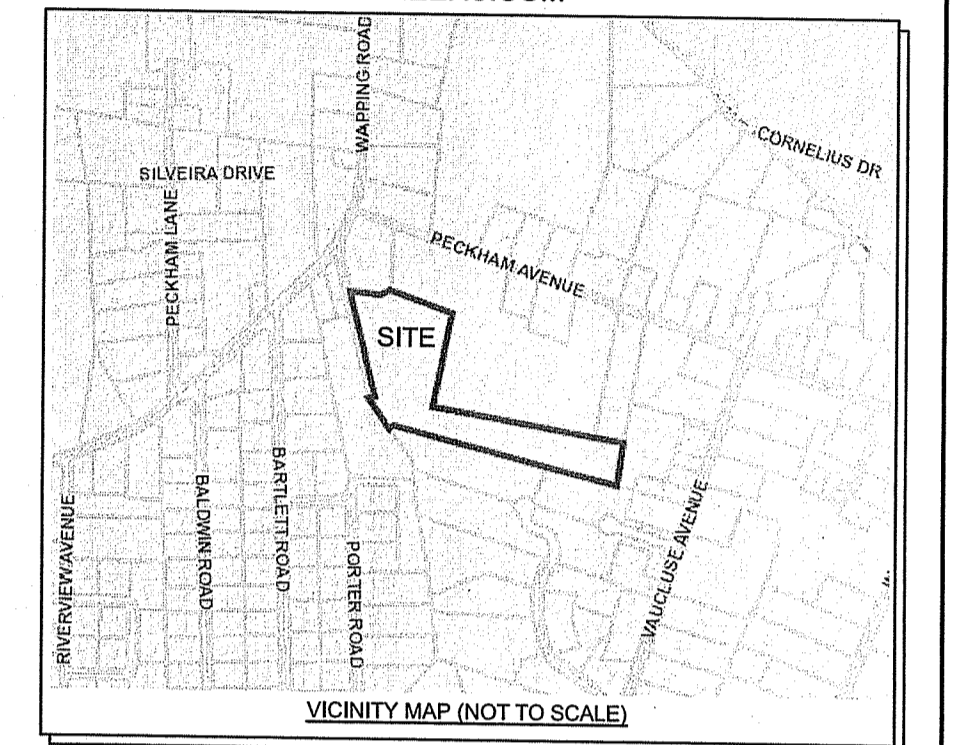 WAPPING ROAD
CORNELIUS DR
SILVEIRA DRIVE
PECKHAM LANE
PECKHAM AVENUE
SITE
RIVERVIEW AVENUE
BALDWIN ROAD
BARTLETT ROAD
PORTER ROAD
VAUCLUSE AVENUE
VICINITY MAP (NOT TO SCALE)